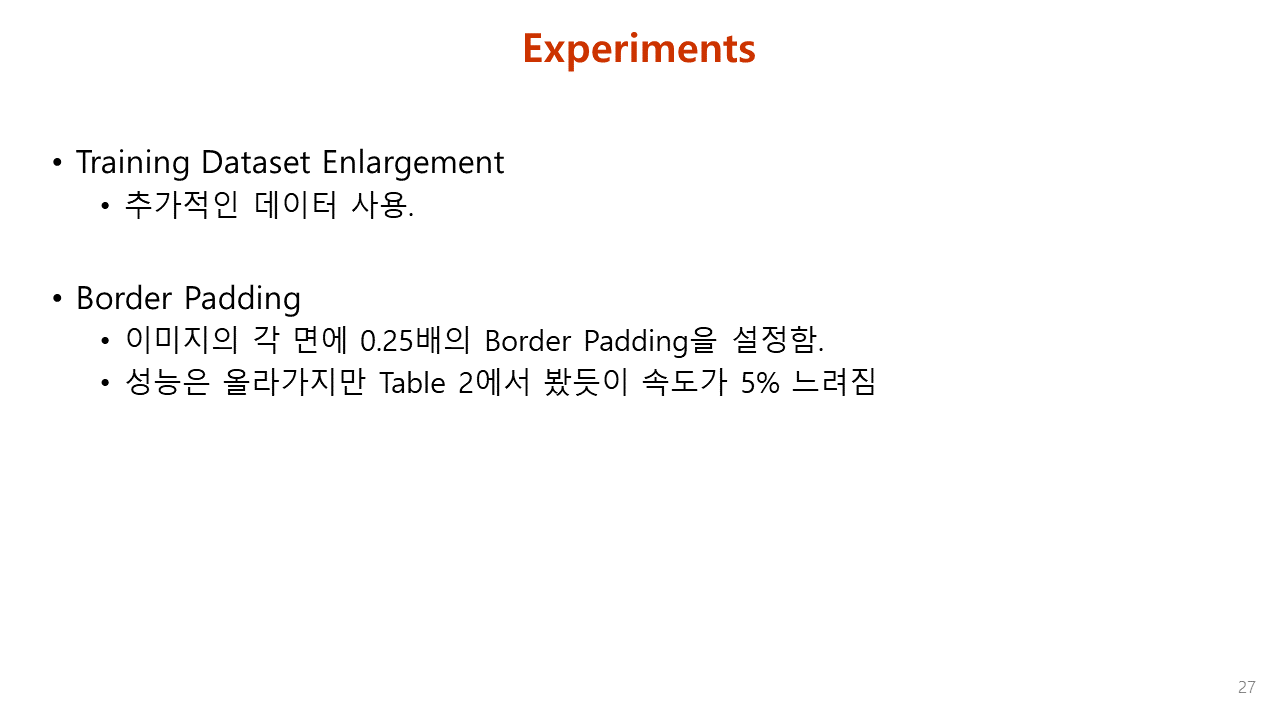 Experiments
• Training Dataset Enlargement
• 추가적인 데이터 사용.
• Border Padding
• 이미지의 각 면에 0.25배의 Border Padding을 설정함.
• 성능은 올라가지만 Table 2에서 봤듯이 속도가 5% 느려짐
27